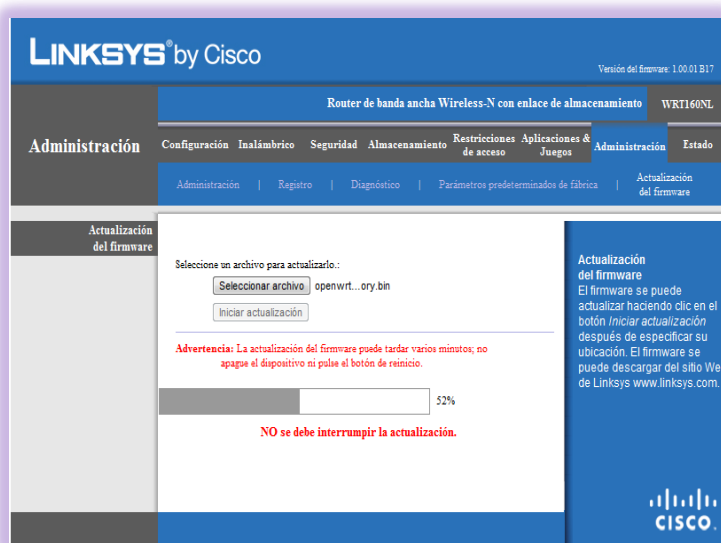 LINKSYS® by Cisco
Versión del firmware: 1.00.01 B17
Router de banda ancha Wireless-N con enlace de almacenamiento
WRT160NL
Administración
Configuración Inalámbrico Seguridad Almacenamiento Restricciones de acceso Aplicaciones & Juegos Administración Estado
Administración | Registro | Diagnóstico | Parámetros predeterminados de fábrica | Actualización del firmware
Actualización
del firmware
Seleccione un archivo para actualizarlo.:
Seleccionar archivo openwrt...ory.bin
Iniciar actualización
Advertencia: La actualización del firmware puede tardar varios minutos; no
apague el dispositivo ni pulse el botón de reinicio.
52%
NO se debe interrumpir la actualización.
Actualización
del firmware
El firmware se puede
actualizar haciendo clic en el
botón Iniciar actualización
después de especificar su
ubicación. El firmware se
puede descargar del sitio We
de Linksys www.linksys.com.
CISCO.